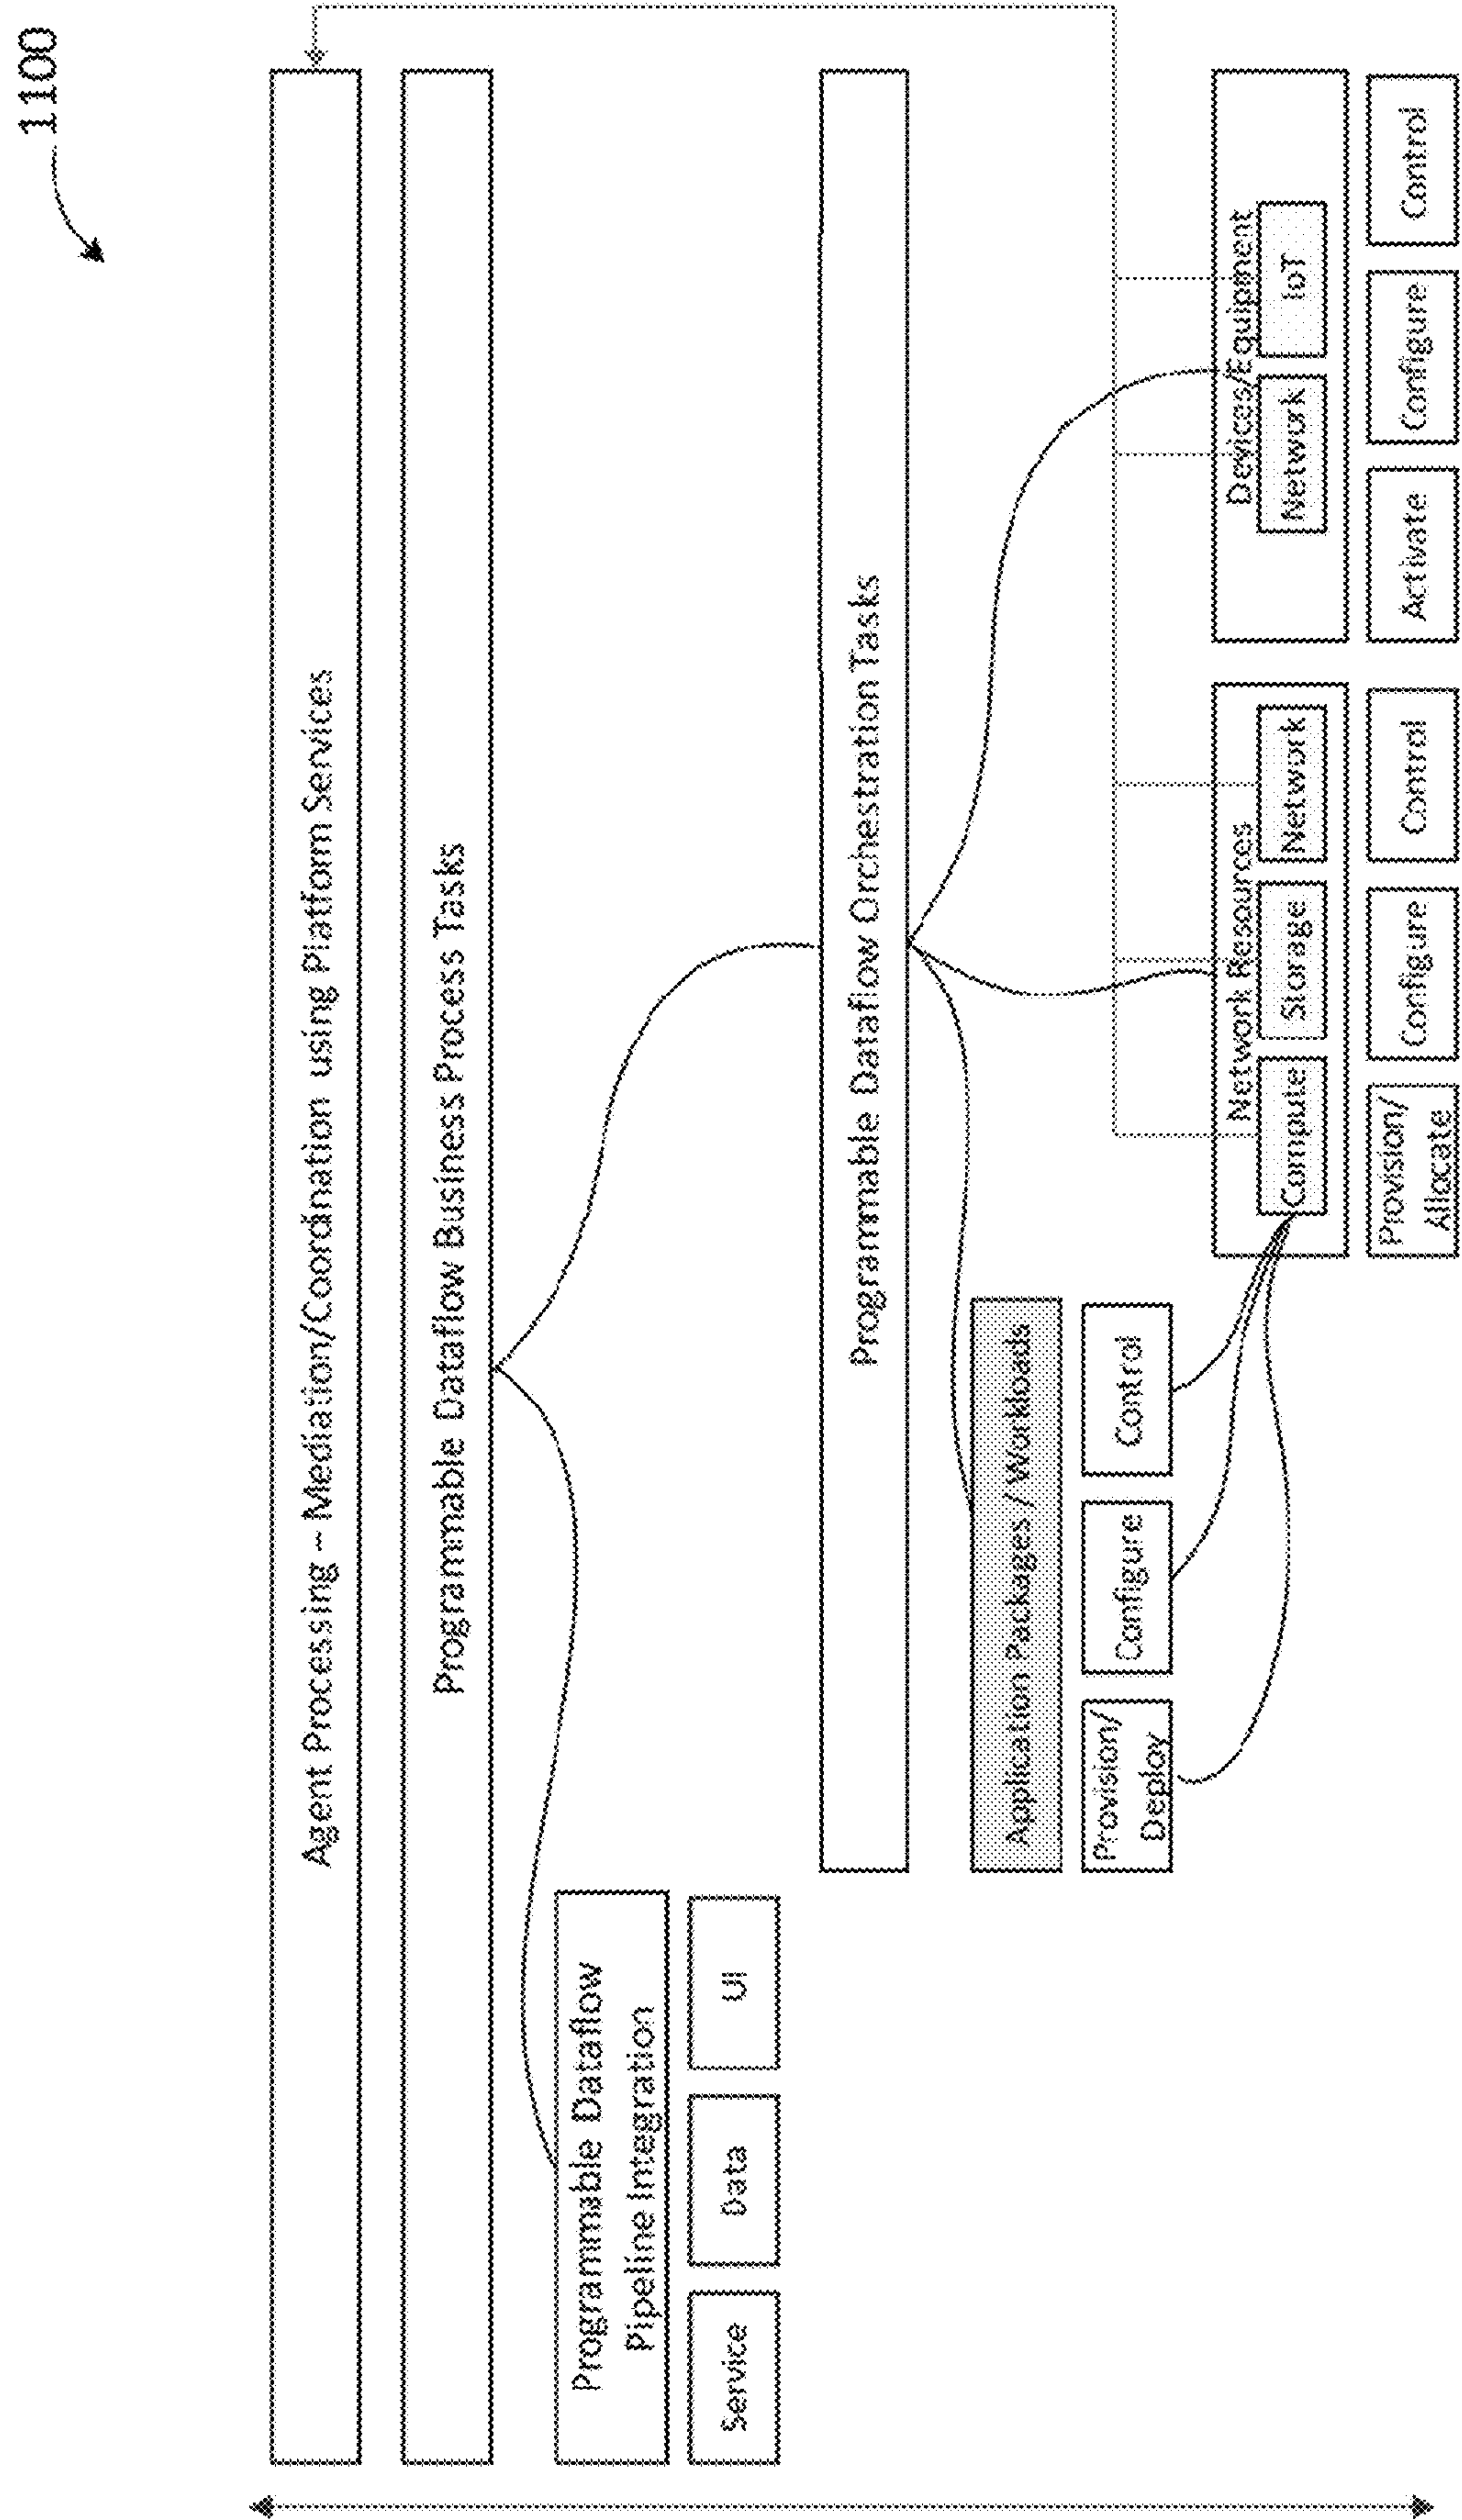 1100
Agent Processing – Mediation/Coordination using Platform Services
Programmable Dataflow Business Process Tasks
Programmable Dataflow
Pipeline Integration
Service
Data
UI
Programmable Dataflow Orchestration Tasks
Application Packages / Workloads
Provision/
Deploy
Configure
Control
Network Resources
Compute
Storage
Network
Provision/
Allocate
Configure
Control
Devices/Equipment
Network
IoT
Activate
Configure
Control